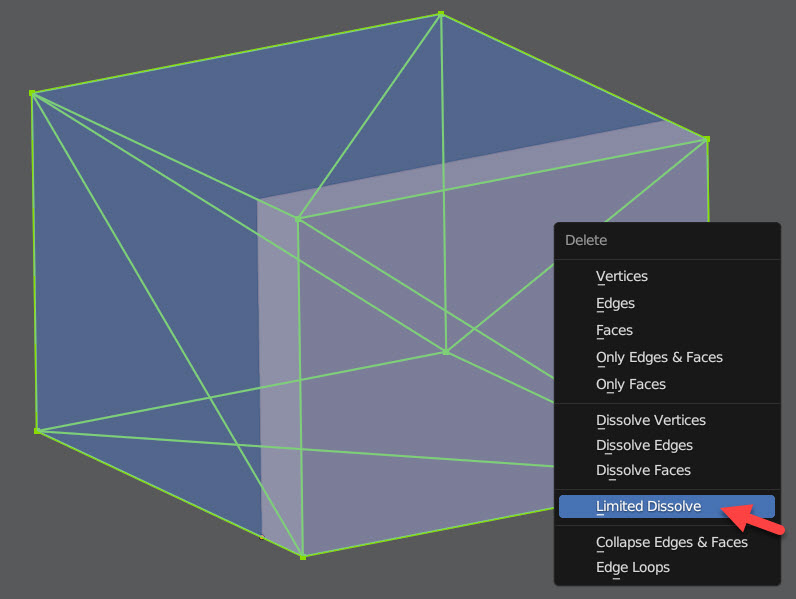 Delete
Vertices
Edges
Faces
Only Edges & Faces
Only Faces
Dissolve Vertices
Dissolve Edges
Dissolve Faces
Limited Dissolve
Collapse Edges & Faces
Edge Loops